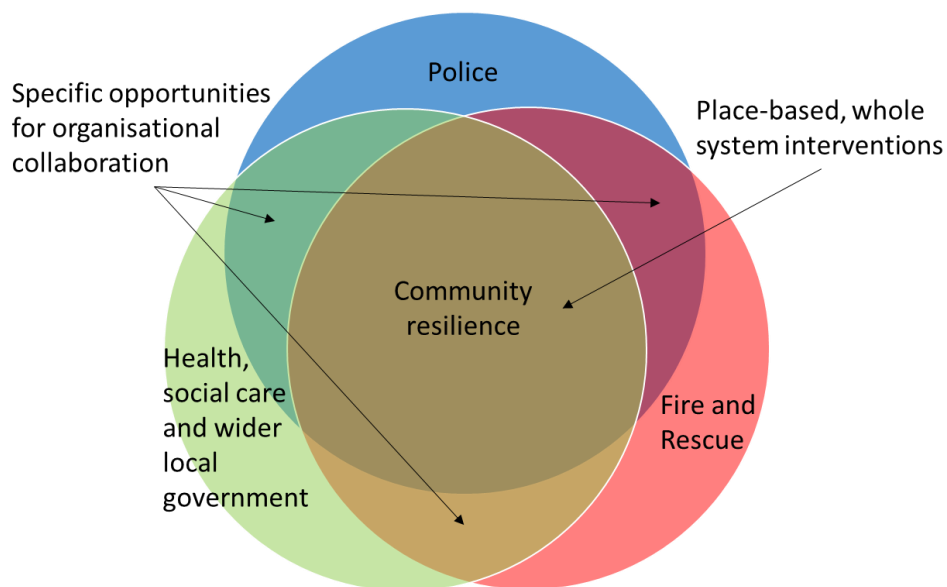 Police
Specific opportunities
for organisational
collaboration
Place-based, whole
system interventions
Community
resilience
Health,
social care
and wider
local
government
Fire and
Rescue